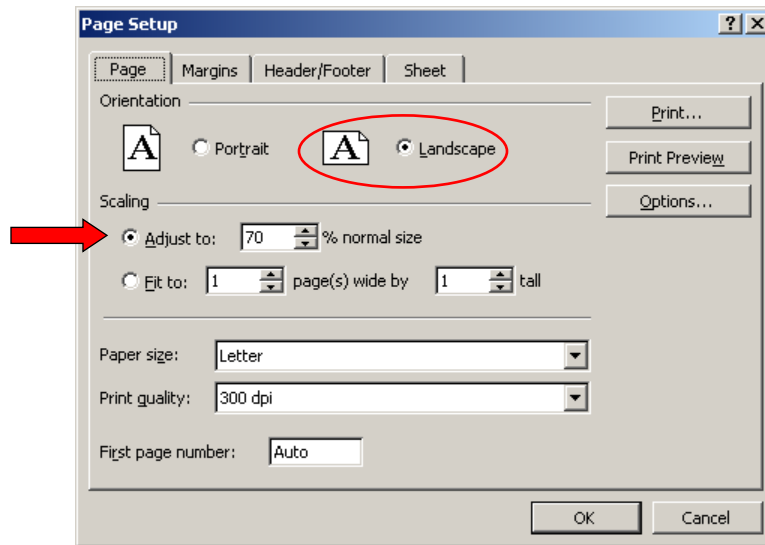 Page Setup
Page Margins Header/Footer Sheet
Orientation
A Portrait A Landscape
Print...
Print Preview
Scaling
Options...
Adjust to: 70 % normal size
Fit to: 1 page(s) wide by 1 tall
Paper size: Letter
Print quality: 300 dpi
First page number: Auto
OK Cancel